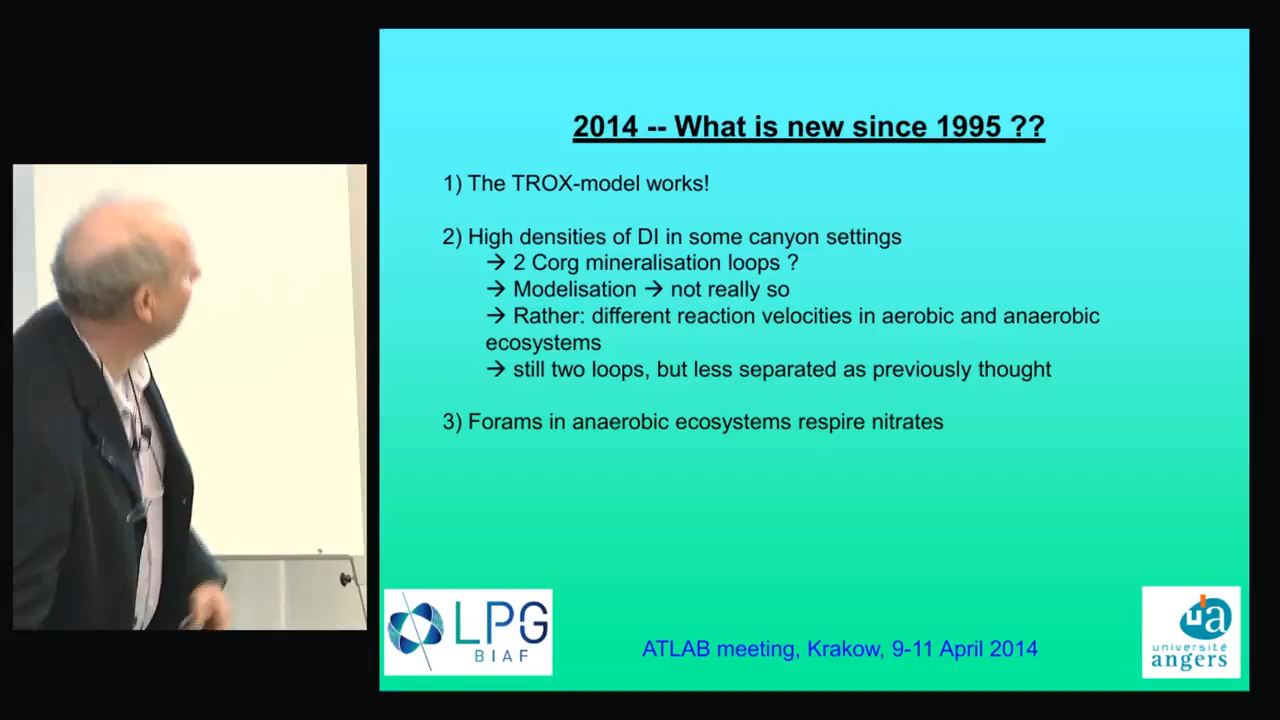 2014 -- What is new since 1995 ??
1) The TROX-model works!
2) High densities of DI in some canyon settings
→ 2 Corg mineralisation loops ?
→ Modelisation → not really so
→ Rather: different reaction velocities in aerobic and anaerobic
ecosystems
→ still two loops, but less separated as previously thought
3) Forams in anaerobic ecosystems respire nitrates
LPG
BIAF
ATLAB meeting, Krakow, 9-11 April 2014
ua
université
angers